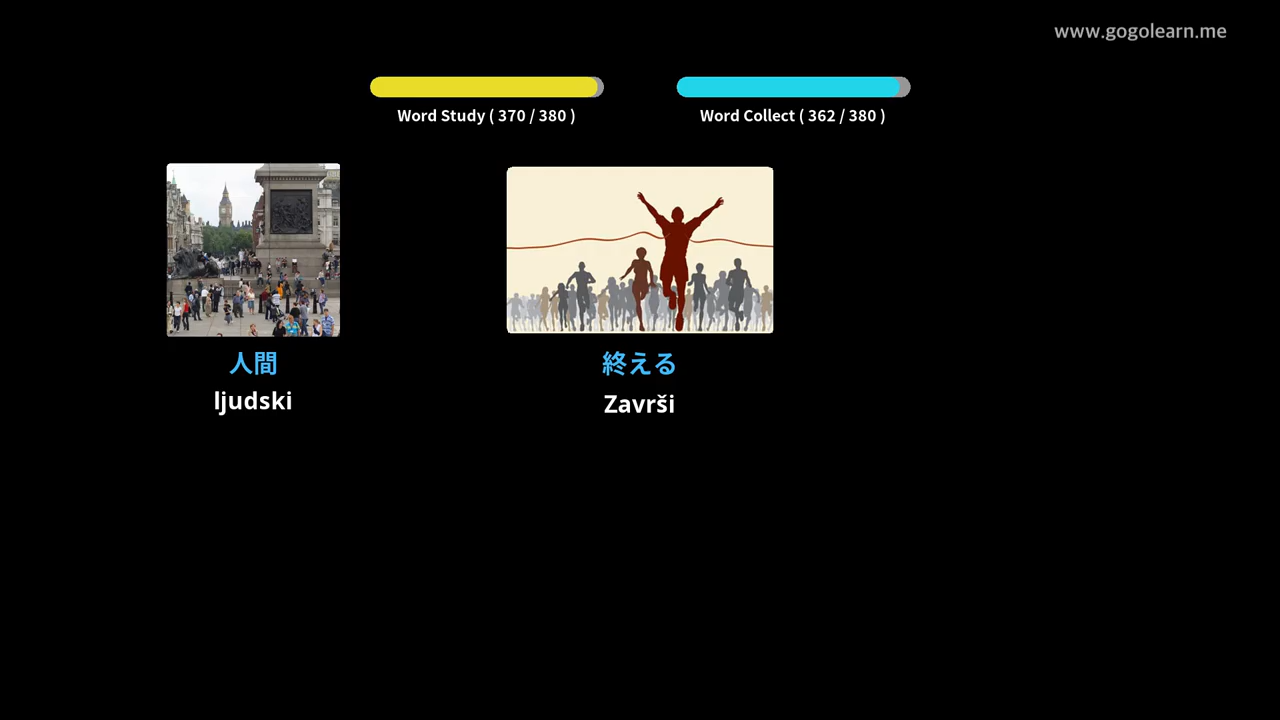 www.gogolearn.me
Word Study ( 370 / 380 )
Word Collect ( 362 / 380 )
人間
ljudski
終える
Završi